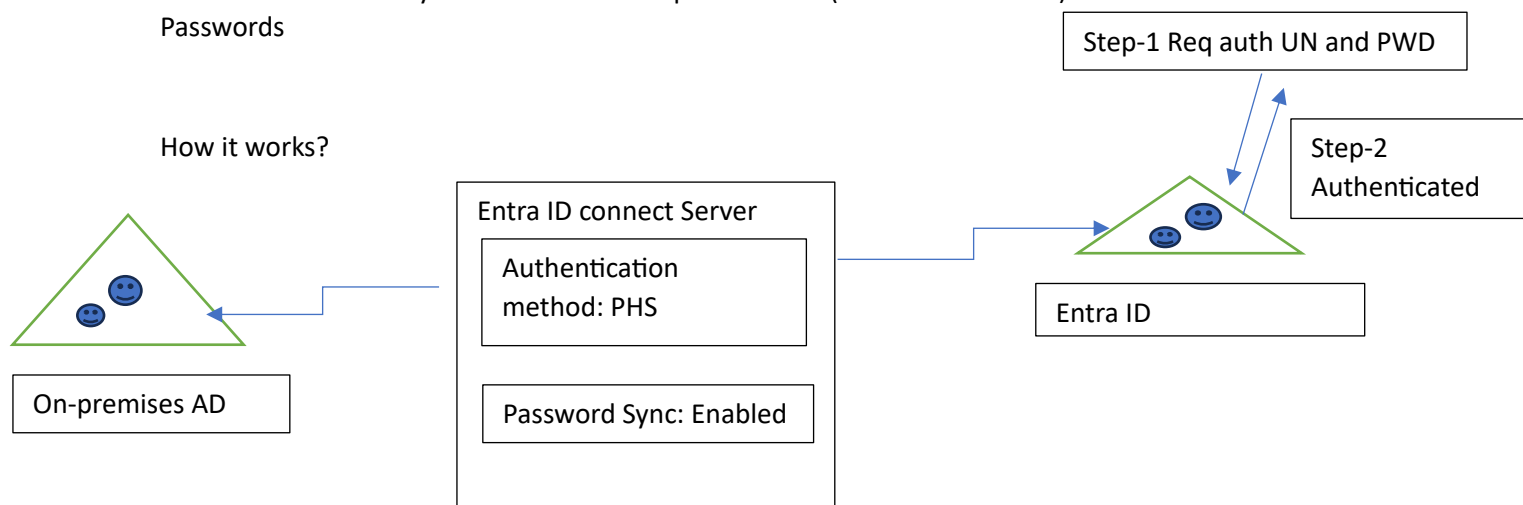 Passwords
Step-1 Req auth UN and PWD
How it works?
Step-2
Authenticated
Entra ID connect Server
Authentication
method: PHS
Entra ID
On-premises AD
Password Sync: Enabled